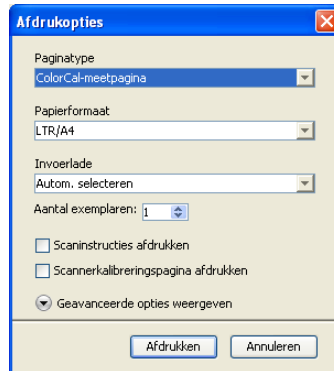 Afdrukopties
Paginatype
ColorCal-meetpagina
Papierformaat
LTR/A4
Invoerlade
Autom. selecteren
Aantal exemplaren: 1
Scaninstructies afdrukken
Scannerkalibreringspagina afdrukken
Geavanceerde opties weergeven
Afdrukken Annuleren